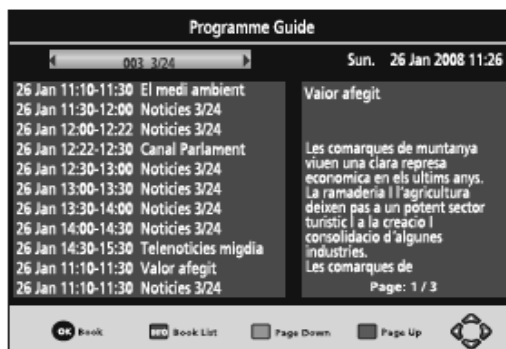 Programme Guide
003 3/24
Sun. 26 Jan 2008 11:26
26 Jan 11:10-11:30 El medi ambient
26 Jan 11:30-12:00 Noticies 3/24
26 Jan 12:00-12:22 Noticies 3/24
26 Jan 12:22-12:30 Canal Parlament
26 Jan 12:30-13:00 Noticies 3/24
26 Jan 13:00-13:30 Noticies 3/24
26 Jan 13:30-14:00 Noticies 3/24
26 Jan 14:00-14:30 Noticies 3/24
26 Jan 14:30-15:30 Telenoticies migdia
26 Jan 11:10-11:30 Valor afegit
26 Jan 11:10-11:30 Noticies 3/24
Vaior afegit
Les comarques de muntanya
viuen una clara represa
economica en els ultims anys.
La ramaderia l l'agricultura
deixen pas a un potent sector
turistic l a la creacio l
consolidacio d'algunes
industries.
Les comarques de
Page: 1 / 3
OK Book
INFO Book List
Page Down
Page Up